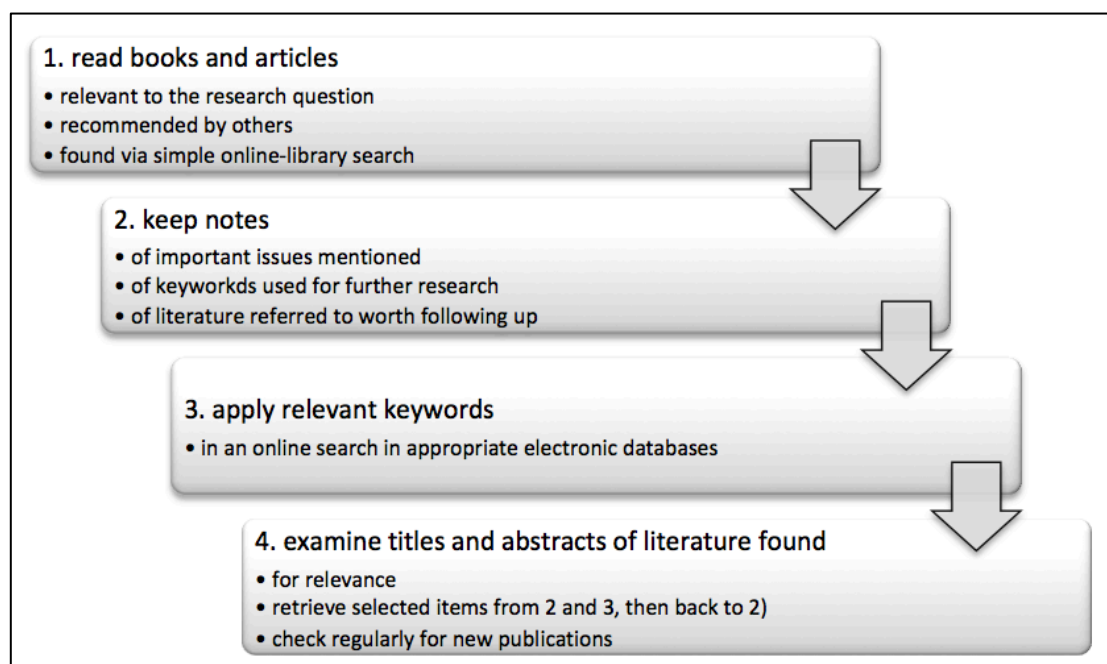 1. read books and articles
• relevant to the research question
• recommended by others
• found via simple online-library search
2. keep notes
• of important issues mentioned
• of keyworkds used for further research
• of literature referred to worth following up
3. apply relevant keywords
• in an online search in appropriate electronic databases
4. examine titles and abstracts of literature found
• for relevance
• retrieve selected items from 2 and 3, then back to 2)
• check regularly for new publications